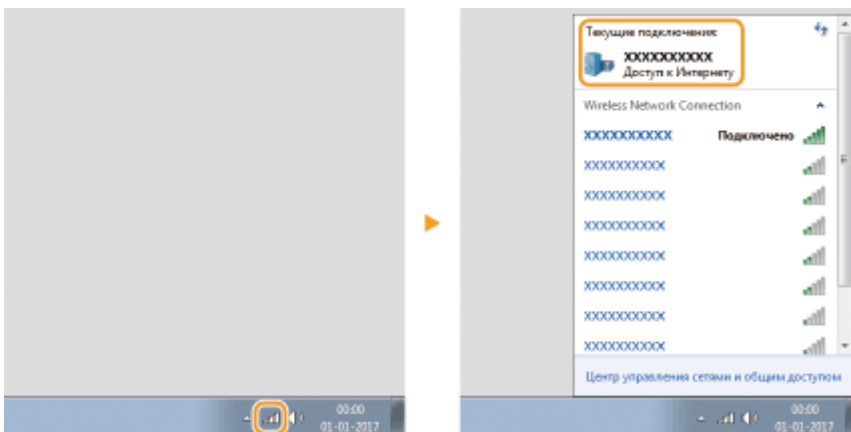 00:00
01-01-2017
Текущие подключения:
XXXXXXXXXX
Доступ к Интернету
Wireless Network Connection
XXXXXXXXXX Подключено
XXXXXXXXXX
XXXXXXXXXX
XXXXXXXXXX
XXXXXXXXXX
XXXXXXXXXX
XXXXXXXXXX
XXXXXXXXXX
Центр управления сетями и общим доступом
00:00
01-01-2017